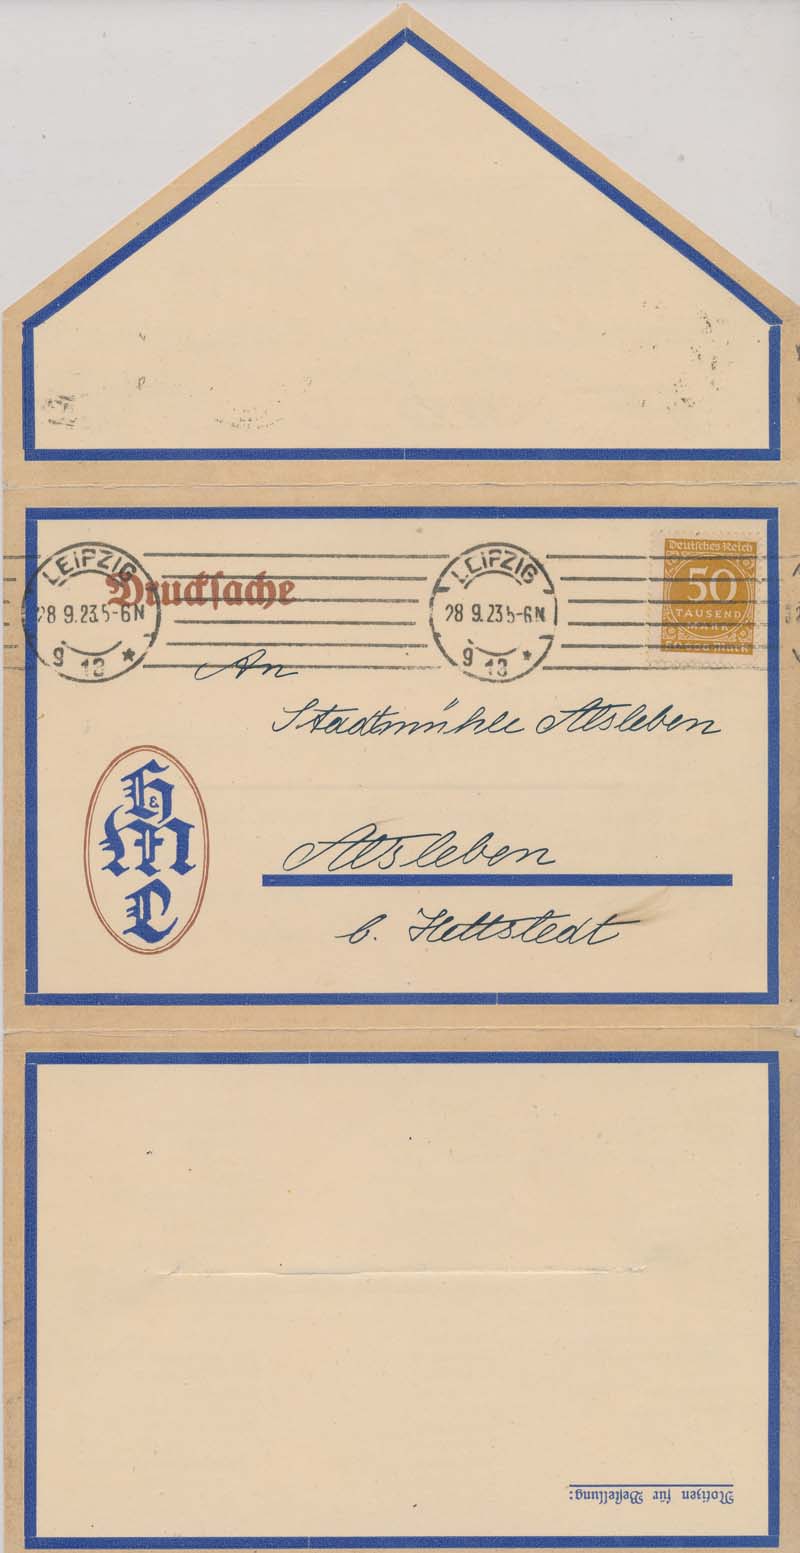 Deutsches Reich
50
TAUSEND
MARK
LEIPZIG
28 9.23 5-6N
9 13 *
LEIPZIG
28 9.23 5-6N
9 13 *
Drucksache
An
Stadtmühle Alsleben
H
&
M
L
Alsleben
b. Hettstedt
Notizen für Bestellung: